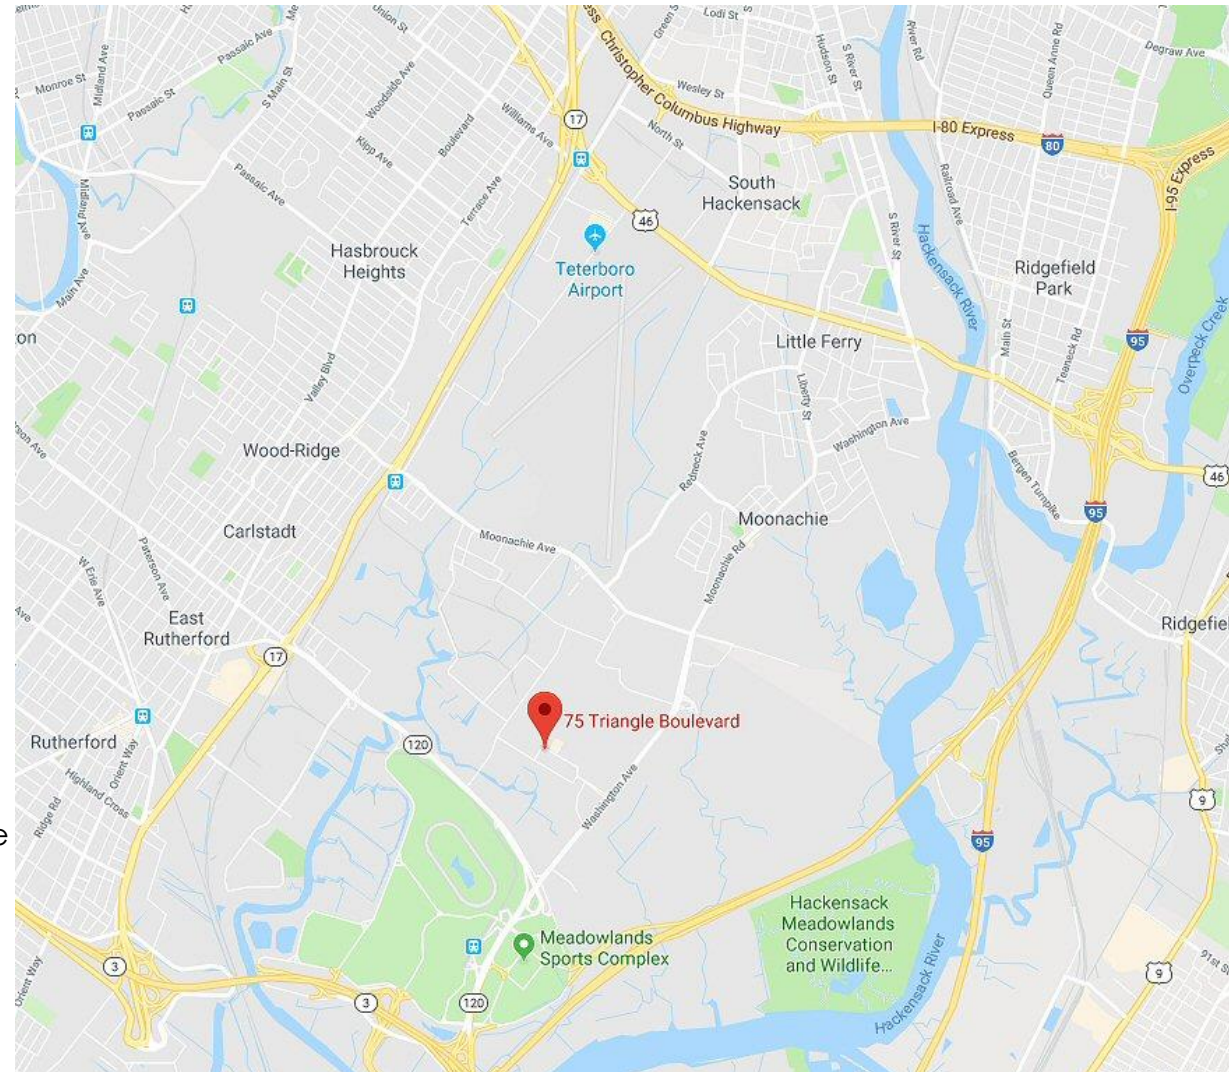 Lodi St
Union St
Green S
Passaic Ave
Midland Ave
Monroe St
Passaic St
S Main St
Woodside Ave
Kipp Ave
Boulevard
Williams Ave
17
Christopher Columbus Highway
Wesley St
North St
Hudson St
S River St
River Rd
Queen Anne Rd
Degraw Ave
I-80 Express
80
I-95 Express
South
Hackensack
46
Railroad Ave
S River St
Hackensack River
Passaic Ave
Midland Ave
Main Ave
Terrace Ave
Hasbrouck
Heights
Teterboro
Airport
Ridgefield
Park
Main St
Teaneck Rd
95
Overpeck Creek
on
Little Ferry
Liberty St
Washington Ave
Valley Blvd
Wood-Ridge
Redneck Ave
Bergen Turnpike
46
95
Moonachie
Carlstadt
Moonachie Ave
Moonachie Rd
W Erie Ave
Paterson Ave
East
Rutherford
17
Ridgefiel
75 Triangle Boulevard
Rutherford
Orient Way
120
Highland Cross
Ridge Rd
Washington Ave
9
95
e
Hackensack
Meadowlands
Conservation
and Wildlife...
Meadowlands
Sports Complex
Hackensack River
3
3
120
Orient Way
9
91st S